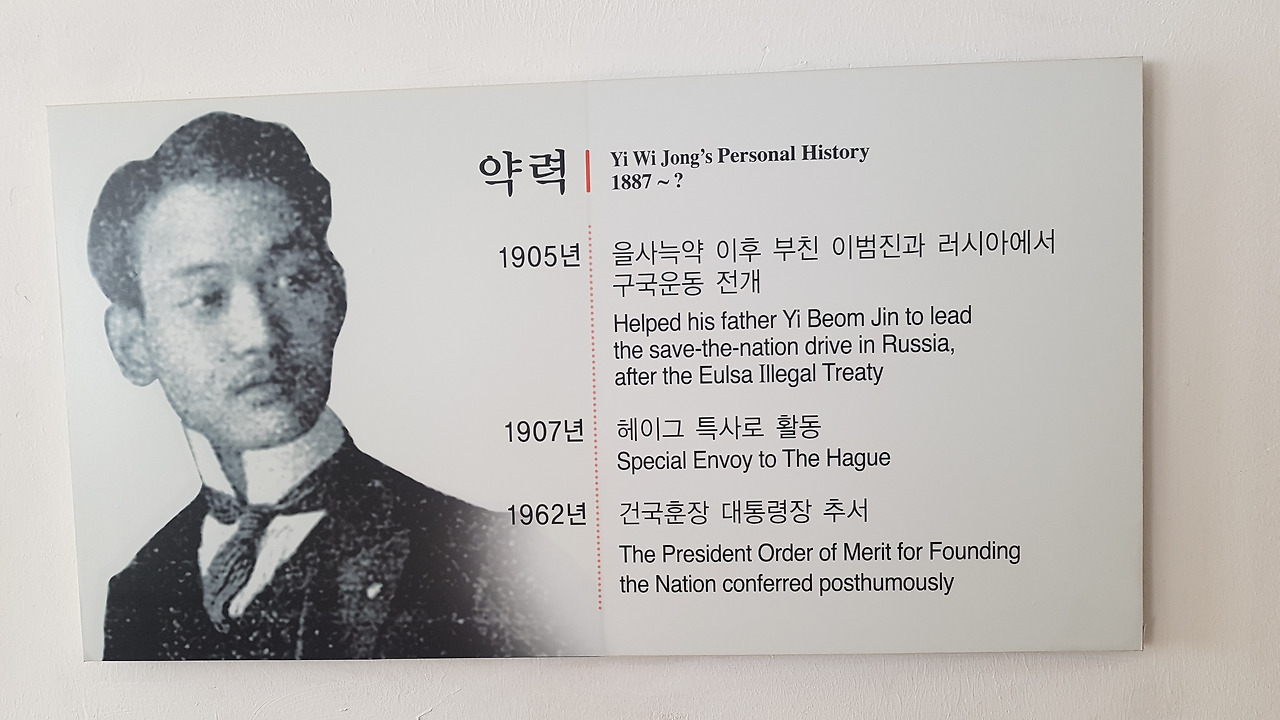 약력
Yi Wi Jong's Personal History
1887 ~ ?
1905년
을사늑약 이후 부친 이범진과 러시아에서
구국운동 전개
Helped his father Yi Beom Jin to lead
the save-the-nation drive in Russia,
after the Eulsa Illegal Treaty
1907년
헤이그 특사로 활동
Special Envoy to The Hague
1962년
건국훈장 대통령장 추서
The President Order of Merit for Founding
the Nation conferred posthumously